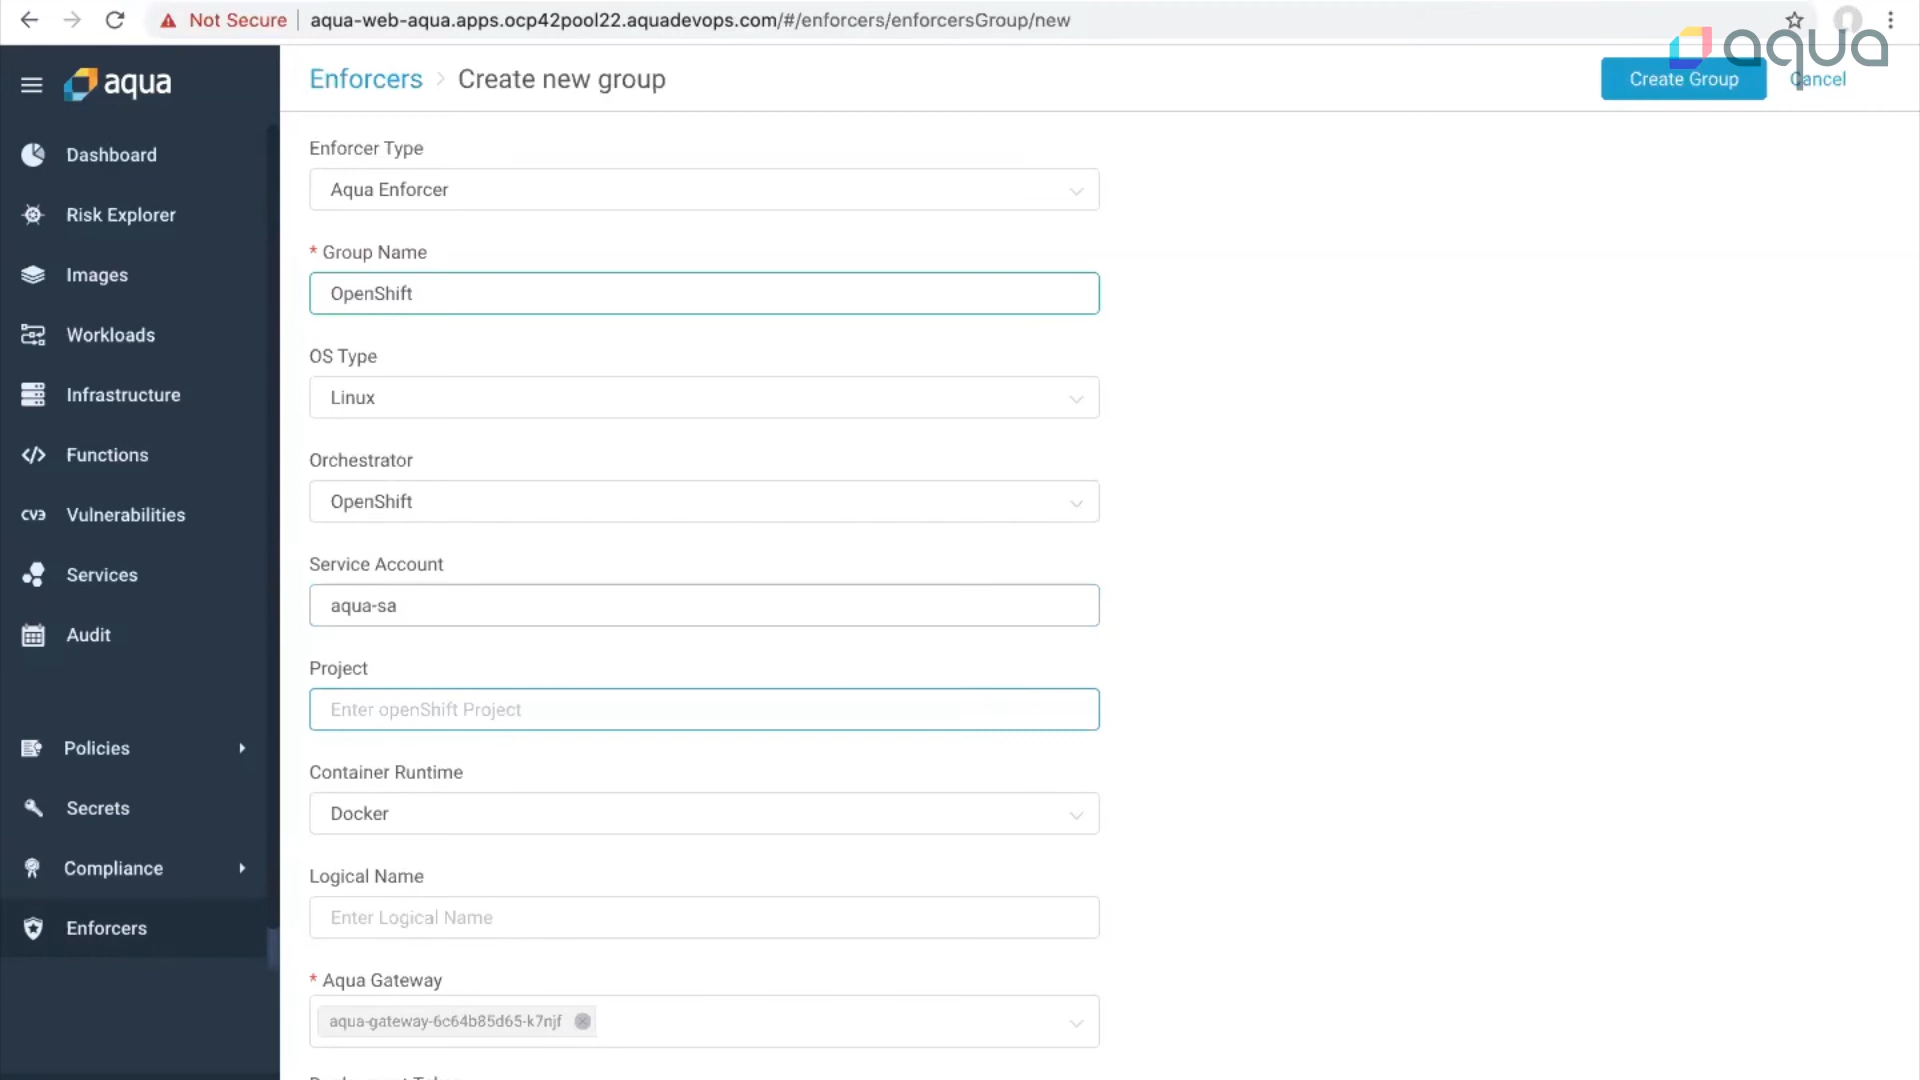 Not Secure
aqua-web-aqua.apps.ocp42pool22.aquadevops.com/#/enforcers/enforcersGroup/new
aqua
aqua
Enforcers > Create new group
Create Group
Cancel
Dashboard
Risk Explorer
Images
Workloads
Infrastructure
Functions
CVE Vulnerabilities
Services
Audit
Policies
Secrets
Compliance
Enforcers
Enforcer Type
Aqua Enforcer
* Group Name
OpenShift
OS Type
Linux
Orchestrator
OpenShift
Service Account
aqua-sa
Project
Enter openShift Project
Container Runtime
Docker
Logical Name
Enter Logical Name
* Aqua Gateway
aqua-gateway-6c64b85d65-k7njf